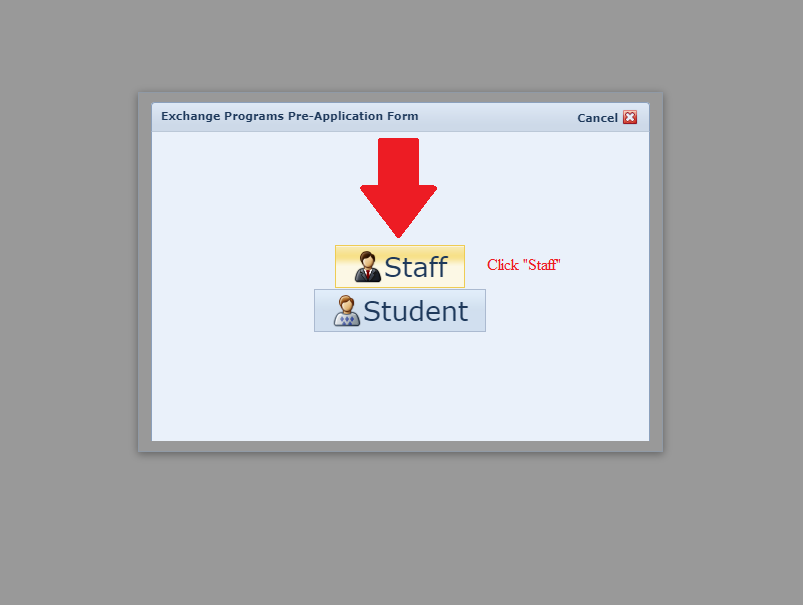 Exchange Programs Pre-Application Form
Cancel
Staff
Click "Staff"
Student